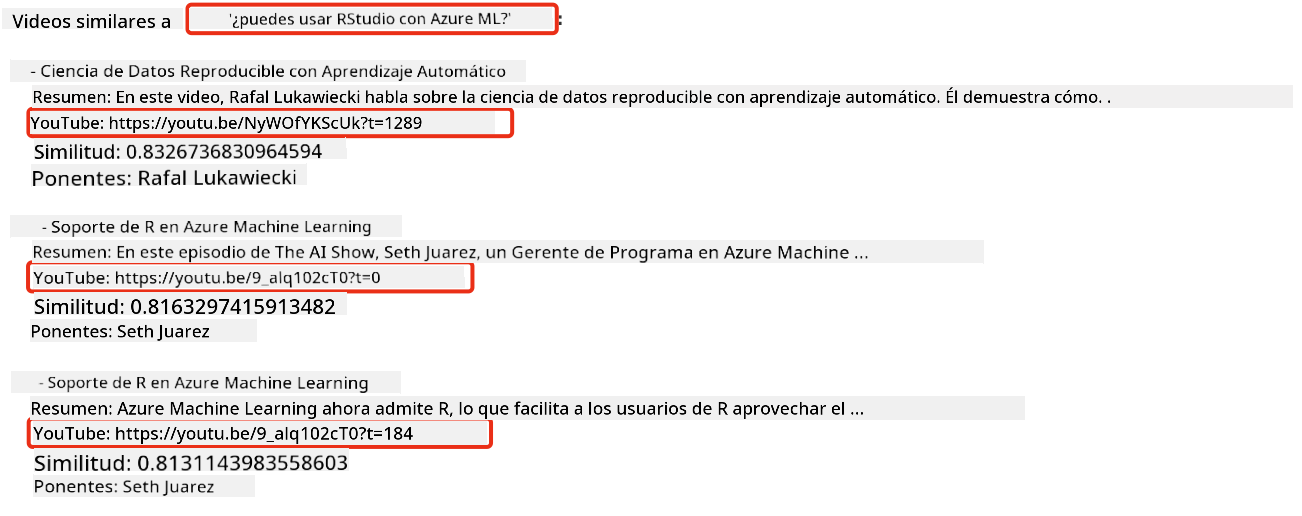 Videos similares a '¿puedes usar RStudio con Azure ML?':
- Ciencia de Datos Reproducible con Aprendizaje Automático
Resumen: En este video, Rafal Lukawiecki habla sobre la ciencia de datos reproducible con aprendizaje automático. Él demuestra cómo. .
YouTube: https://youtu.be/NyWOfYKScUk?t=1289
Similitud: 0.8326736830964594
Ponentes: Rafal Lukawiecki
- Soporte de R en Azure Machine Learning
Resumen: En este episodio de The AI Show, Seth Juarez, un Gerente de Programa en Azure Machine ...
YouTube: https://youtu.be/9_alq102cT0?t=0
Similitud: 0.8163297415913482
Ponentes: Seth Juarez
- Soporte de R en Azure Machine Learning
Resumen: Azure Machine Learning ahora admite R, lo que facilita a los usuarios de R aprovechar el ...
YouTube: https://youtu.be/9_alq102cT0?t=184
Similitud: 0.8131143983558603
Ponentes: Seth Juarez